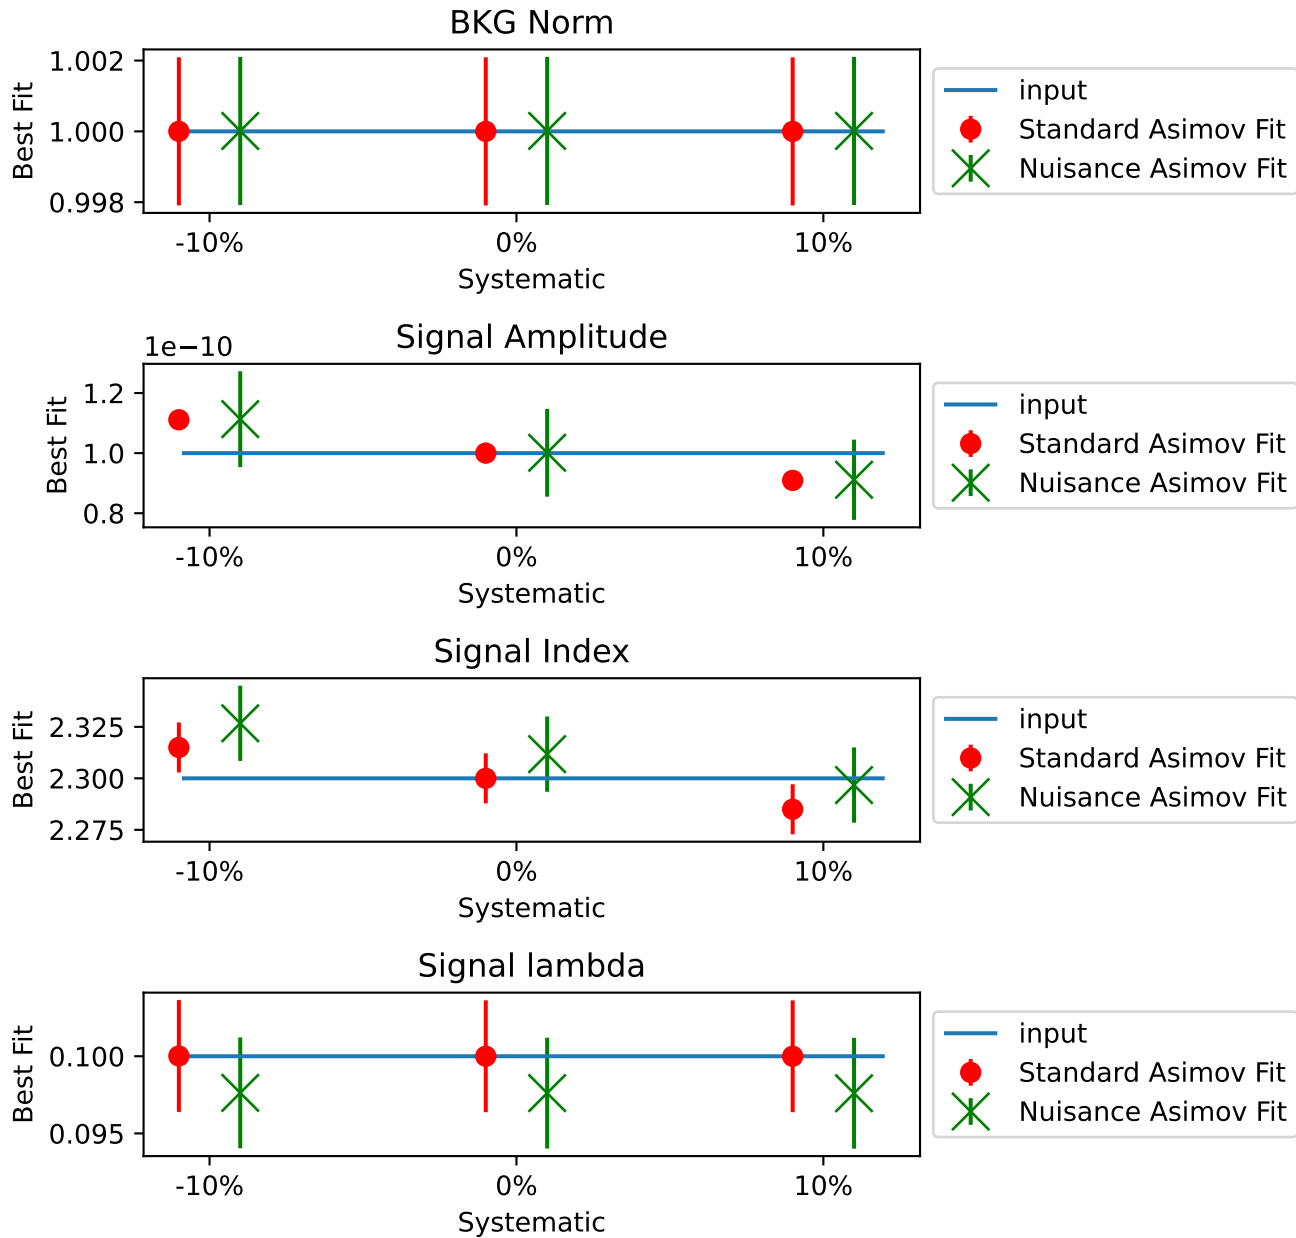 BKG Norm
Best Fit
1.002
1.000
0.998
-10%
0%
10%
Systematic
input
Standard Asimov Fit
Nuisance Asimov Fit
Signal Amplitude
1e−10
Best Fit
1.2
1.0
0.8
-10%
0%
10%
Systematic
input
Standard Asimov Fit
Nuisance Asimov Fit
Signal Index
Best Fit
2.325
2.300
2.275
-10%
0%
10%
Systematic
input
Standard Asimov Fit
Nuisance Asimov Fit
Signal lambda
Best Fit
0.100
0.095
-10%
0%
10%
Systematic
input
Standard Asimov Fit
Nuisance Asimov Fit